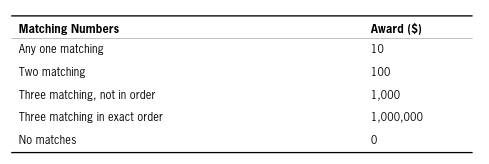 Matching Numbers Award ($)
Any one matching 10
Two matching 100
Three matching, not in order 1,000
Three matching in exact order 1,000,000
No matches 0